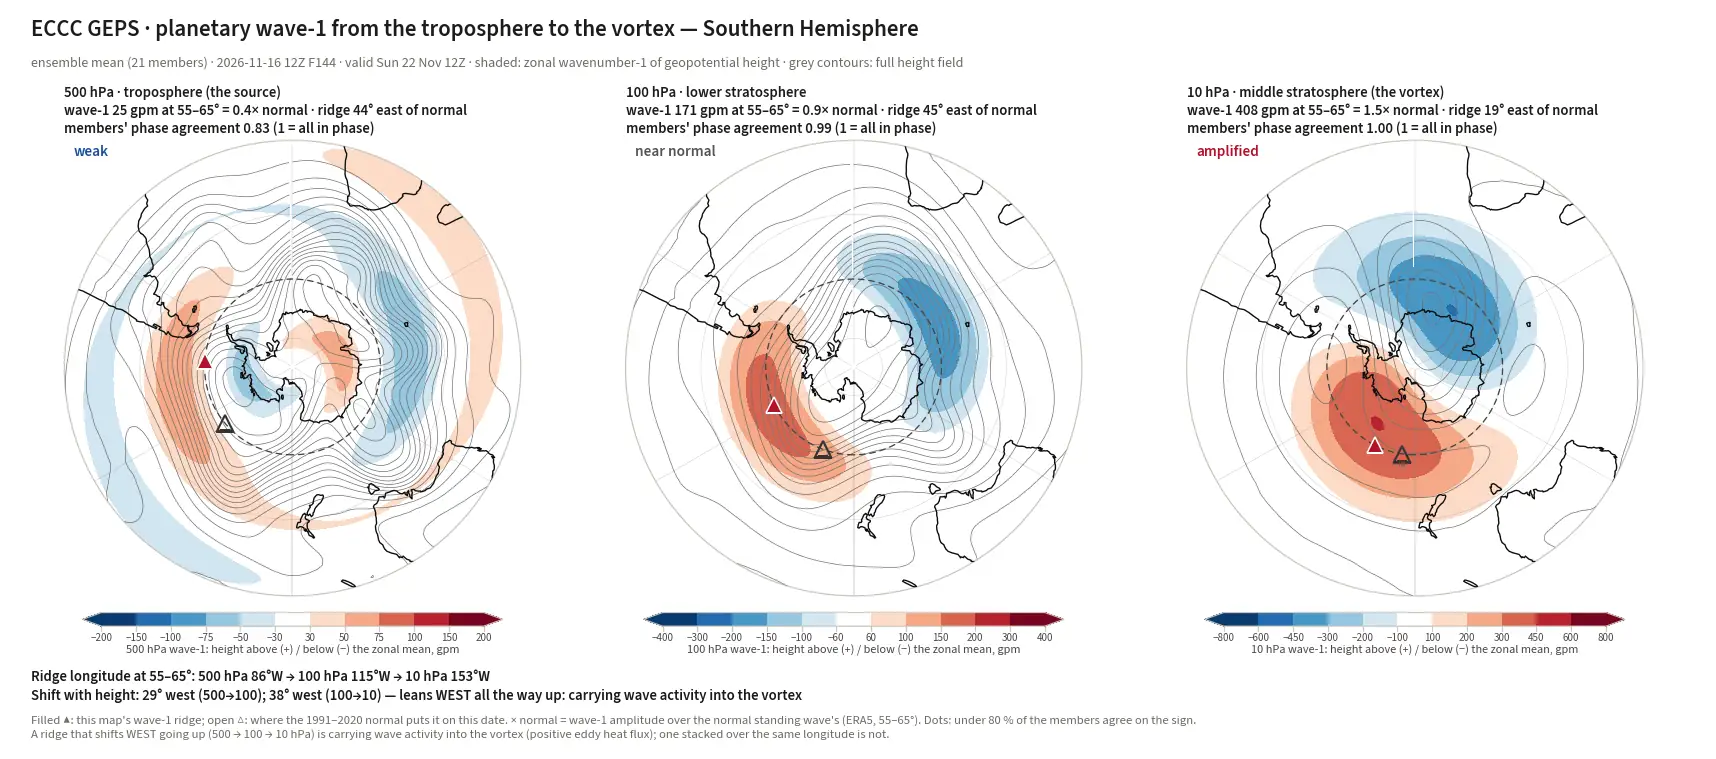 ECCC GEPS · planetary wave-1 from the troposphere to the vortex — Southern Hemisphere
ensemble mean (21 members) · 2026-11-16 12Z F144 · valid Sun 22 Nov 12Z · shaded: zonal wavenumber-1 of geopotential height · grey contours: full height field
500 hPa · troposphere (the source)
wave-1 25 gpm at 55–65° = 0.4× normal · ridge 44° east of normal
members' phase agreement 0.83 (1 = all in phase)
weak
100 hPa · lower stratosphere
wave-1 171 gpm at 55–65° = 0.9× normal · ridge 45° east of normal
members' phase agreement 0.99 (1 = all in phase)
near normal
10 hPa · middle stratosphere (the vortex)
wave-1 408 gpm at 55–65° = 1.5× normal · ridge 19° east of normal
members' phase agreement 1.00 (1 = all in phase)
amplified
−200 −150 −100 −75 −50 −30 30 50 75 100 150 200
500 hPa wave-1: height above (+) / below (−) the zonal mean, gpm
−400 −300 −200 −150 −100 −60 60 100 150 200 300 400
100 hPa wave-1: height above (+) / below (−) the zonal mean, gpm
−800 −600 −450 −300 −200 −100 100 200 300 450 600 800
10 hPa wave-1: height above (+) / below (−) the zonal mean, gpm
Ridge longitude at 55–65°: 500 hPa 86°W → 100 hPa 115°W → 10 hPa 153°W
Shift with height: 29° west (500→100); 38° west (100→10) — leans WEST all the way up: carrying wave activity into the vortex
Filled ▲: this map's wave-1 ridge; open △: where the 1991–2020 normal puts it on this date. × normal = wave-1 amplitude over the normal standing wave's (ERA5, 55–65°). Dots: under 80 % of the members agree on the sign.
A ridge that shifts WEST going up (500 → 100 → 10 hPa) is carrying wave activity into the vortex (positive eddy heat flux); one stacked over the same longitude is not.